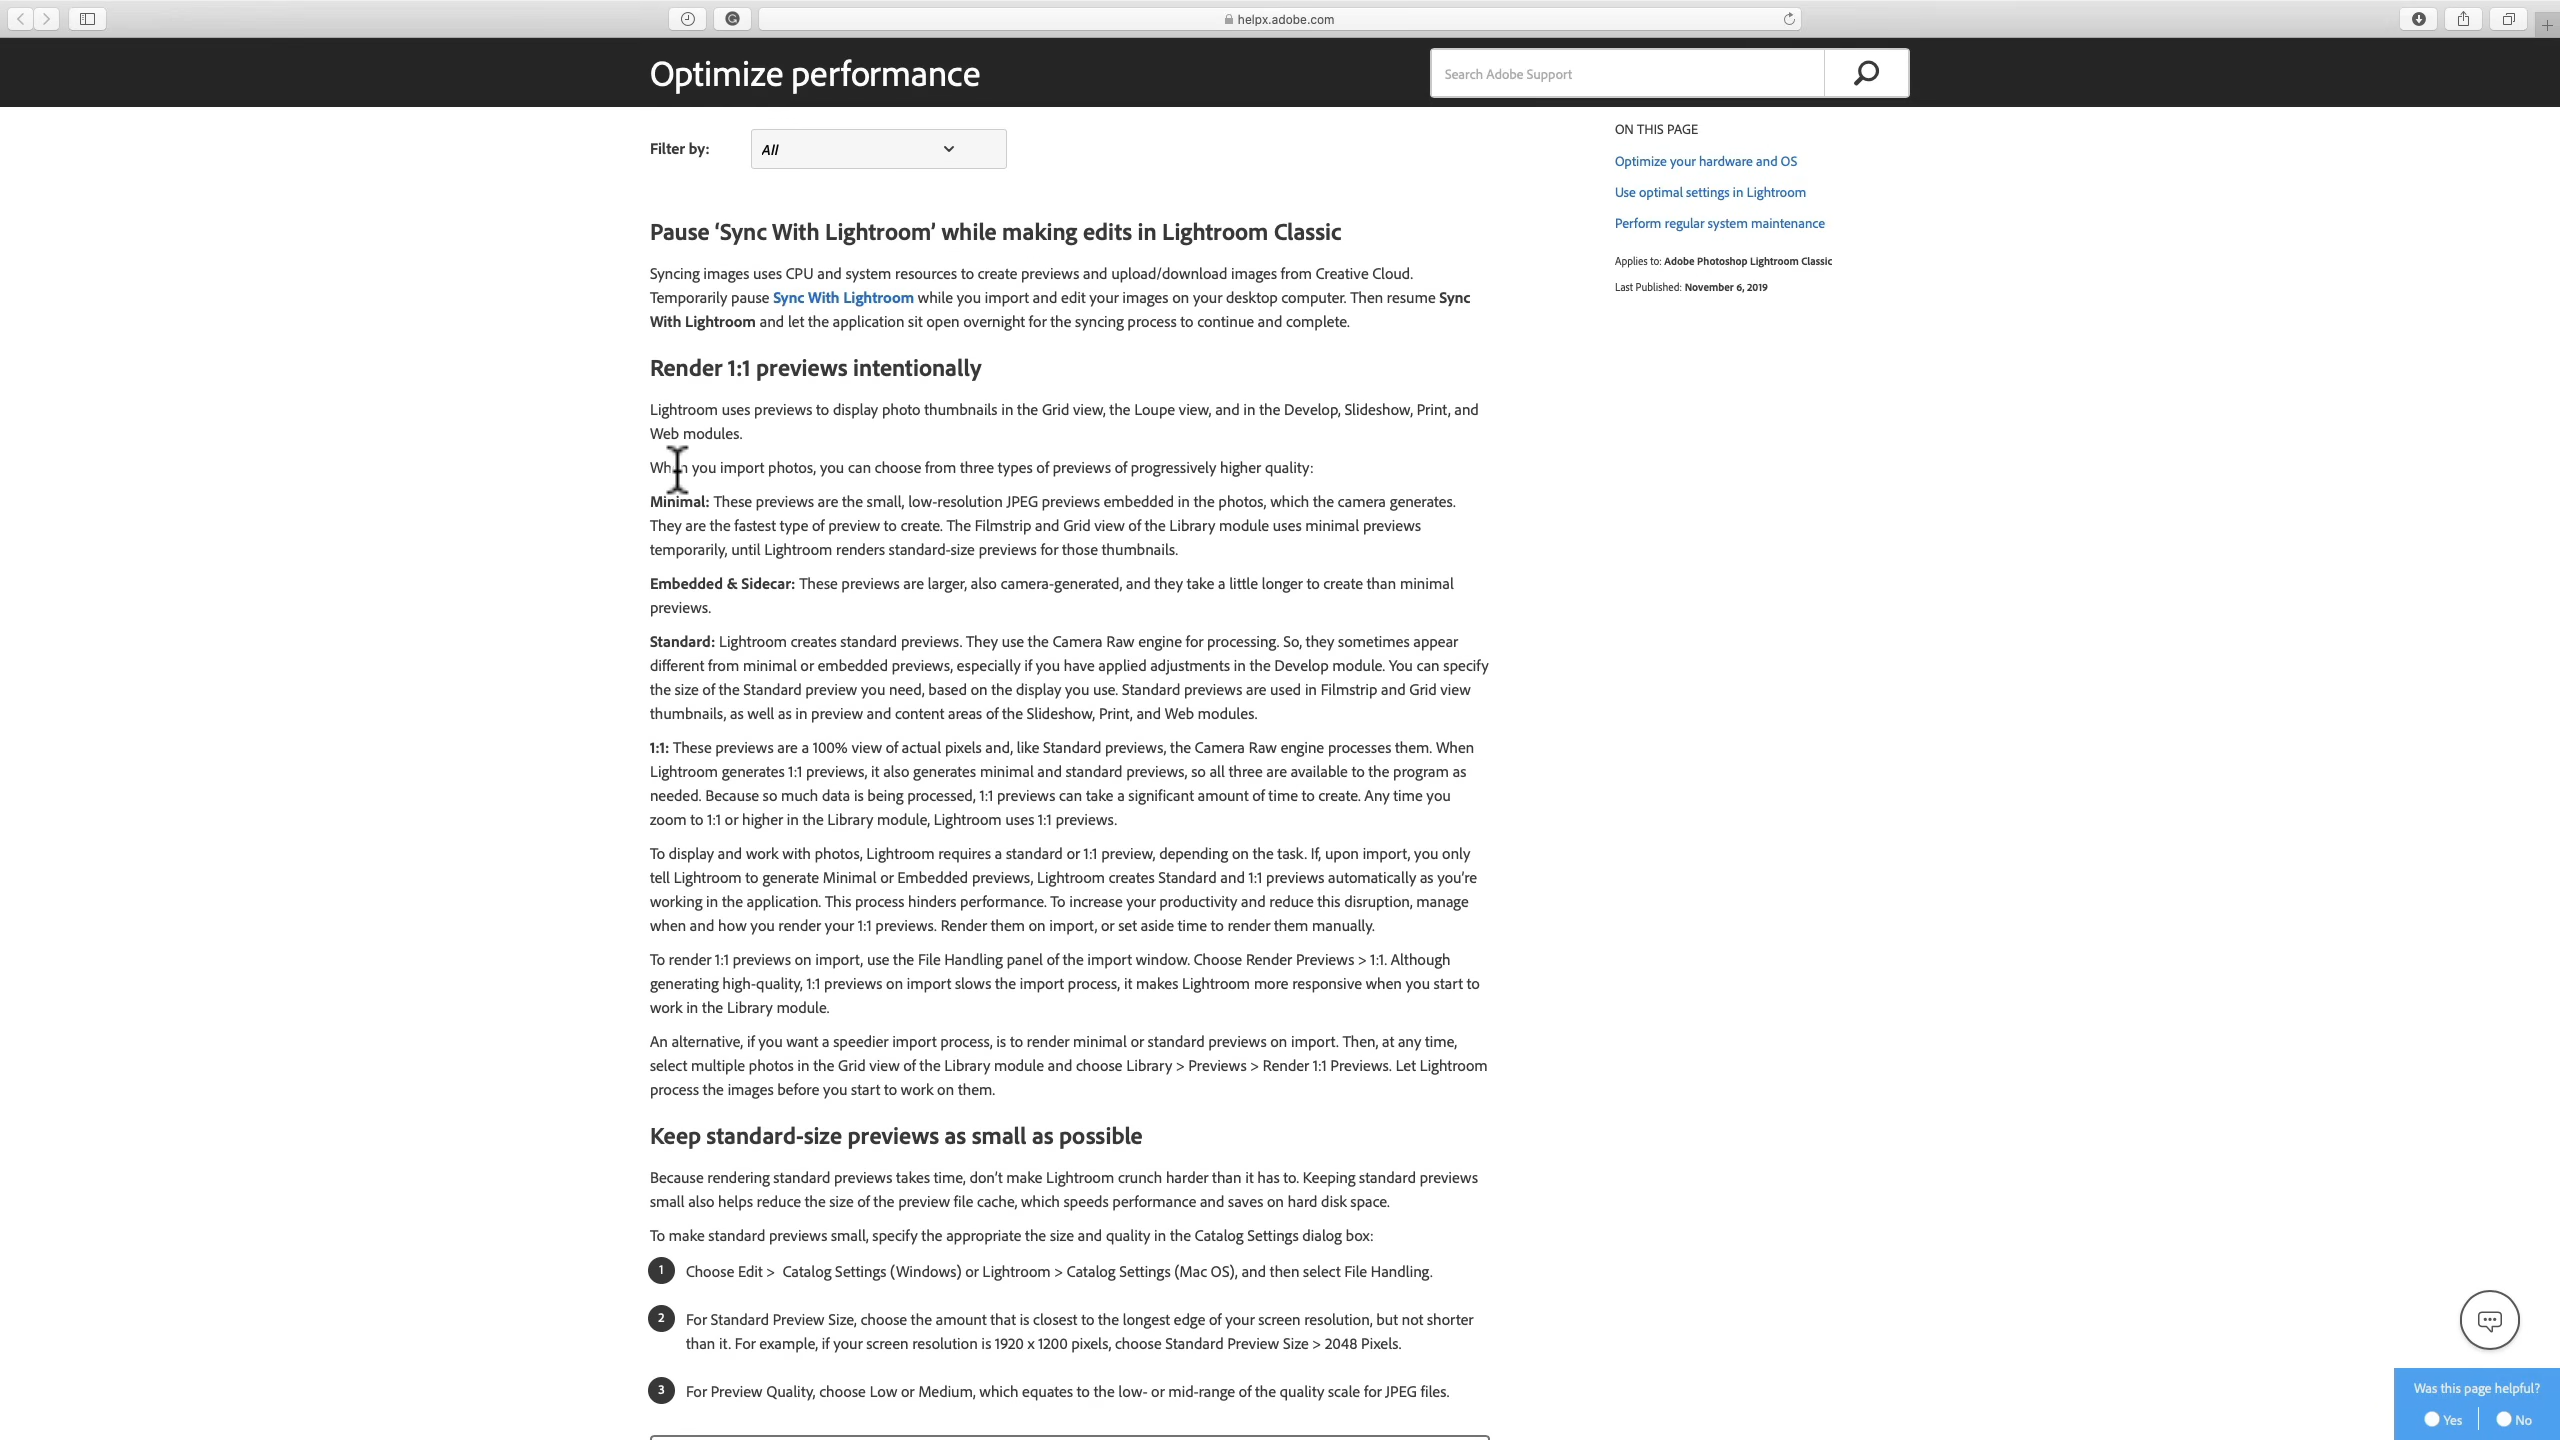 helpx.adobe.com
Optimize performance
Search Adobe Support
Filter by:
All
ON THIS PAGE
Optimize your hardware and OS
Use optimal settings in Lightroom
Perform regular system maintenance
Applies to: Adobe Photoshop Lightroom Classic
Last Published: November 6, 2019
Pause ‘Sync With Lightroom’ while making edits in Lightroom Classic
Syncing images uses CPU and system resources to create previews and upload/download images from Creative Cloud.
Temporarily pause Sync With Lightroom while you import and edit your images on your desktop computer. Then resume Sync
With Lightroom and let the application sit open overnight for the syncing process to continue and complete.
Render 1:1 previews intentionally
Lightroom uses previews to display photo thumbnails in the Grid view, the Loupe view, and in the Develop, Slideshow, Print, and
Web modules.
When you import photos, you can choose from three types of previews of progressively higher quality:
Minimal: These previews are the small, low-resolution JPEG previews embedded in the photos, which the camera generates.
They are the fastest type of preview to create. The Filmstrip and Grid view of the Library module uses minimal previews
temporarily, until Lightroom renders standard-size previews for those thumbnails.
Embedded & Sidecar: These previews are larger, also camera-generated, and they take a little longer to create than minimal
previews.
Standard: Lightroom creates standard previews. They use the Camera Raw engine for processing. So, they sometimes appear
different from minimal or embedded previews, especially if you have applied adjustments in the Develop module. You can specify
the size of the Standard preview you need, based on the display you use. Standard previews are used in Filmstrip and Grid view
thumbnails, as well as in preview and content areas of the Slideshow, Print, and Web modules.
1:1: These previews are a 100% view of actual pixels and, like Standard previews, the Camera Raw engine processes them. When
Lightroom generates 1:1 previews, it also generates minimal and standard previews, so all three are available to the program as
needed. Because so much data is being processed, 1:1 previews can take a significant amount of time to create. Any time you
zoom to 1:1 or higher in the Library module, Lightroom uses 1:1 previews.
To display and work with photos, Lightroom requires a standard or 1:1 preview, depending on the task. If, upon import, you only
tell Lightroom to generate Minimal or Embedded previews, Lightroom creates Standard and 1:1 previews automatically as you're
working in the application. This process hinders performance. To increase your productivity and reduce this disruption, manage
when and how you render your 1:1 previews. Render them on import, or set aside time to render them manually.
To render 1:1 previews on import, use the File Handling panel of the import window. Choose Render Previews > 1:1. Although
generating high-quality, 1:1 previews on import slows the import process, it makes Lightroom more responsive when you start to
work in the Library module.
An alternative, if you want a speedier import process, is to render minimal or standard previews on import. Then, at any time,
select multiple photos in the Grid view of the Library module and choose Library > Previews > Render 1:1 Previews. Let Lightroom
process the images before you start to work on them.
Keep standard-size previews as small as possible
Because rendering standard previews takes time, don't make Lightroom crunch harder than it has to. Keeping standard previews
small also helps reduce the size of the preview file cache, which speeds performance and saves on hard disk space.
To make standard previews small, specify the appropriate the size and quality in the Catalog Settings dialog box:
1 Choose Edit > Catalog Settings (Windows) or Lightroom > Catalog Settings (Mac OS), and then select File Handling.
2 For Standard Preview Size, choose the amount that is closest to the longest edge of your screen resolution, but not shorter
than it. For example, if your screen resolution is 1920 x 1200 pixels, choose Standard Preview Size > 2048 Pixels.
3 For Preview Quality, choose Low or Medium, which equates to the low- or mid-range of the quality scale for JPEG files.
Was this page helpful?
Yes
No